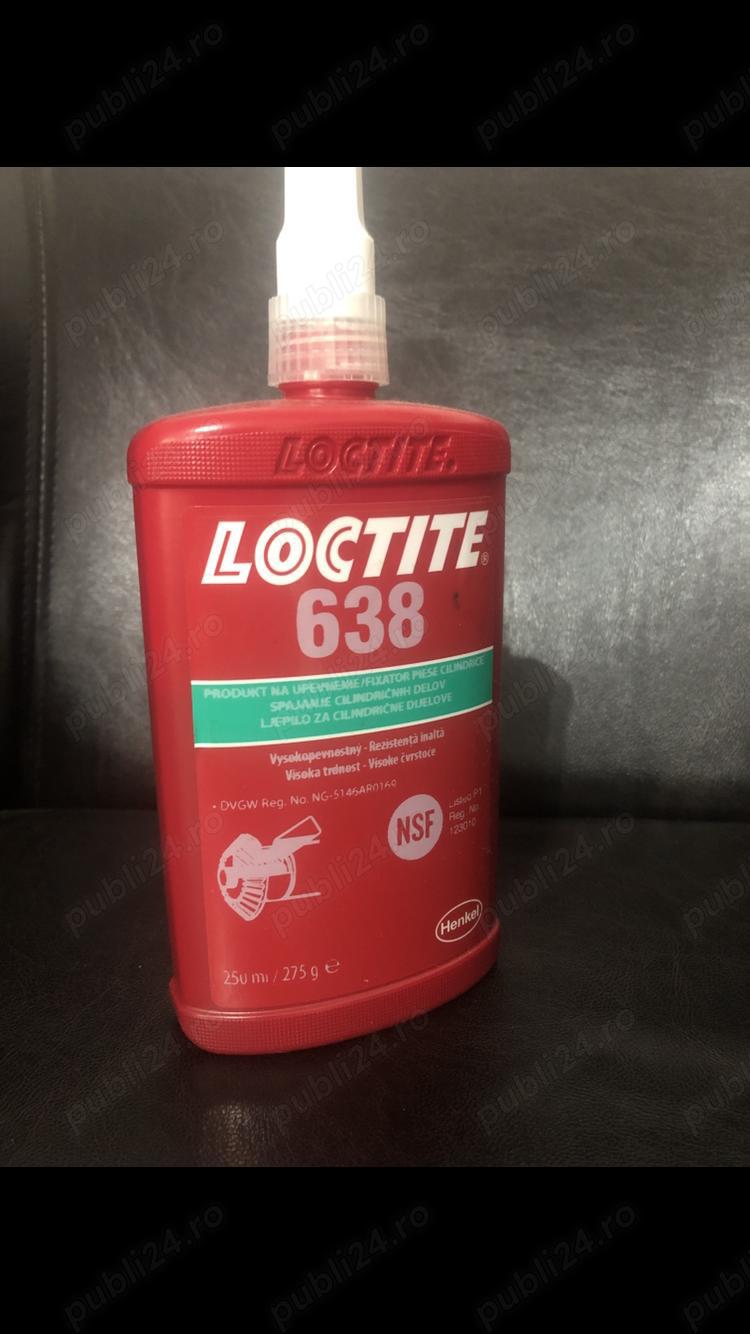 LOCTITE.
LOCTITE®
638
PRODUKT NA UPEVNENIE/FIXATOR PIESE CILINDRICE
SPAJANJE CILINDRIČNIH DELOV
LJEPILO ZA CILINDRIČNE DIJELOVE
Vysokopevnostný - Rezistență inaltă
Visoka trdnost - Visoke čvrstoće
• DVGW Reg. No. NG-5146AR0169
NSF
Listed P1
Reg. No.
123010
Henkel
250 ml / 275 g ℮
publi24.ro